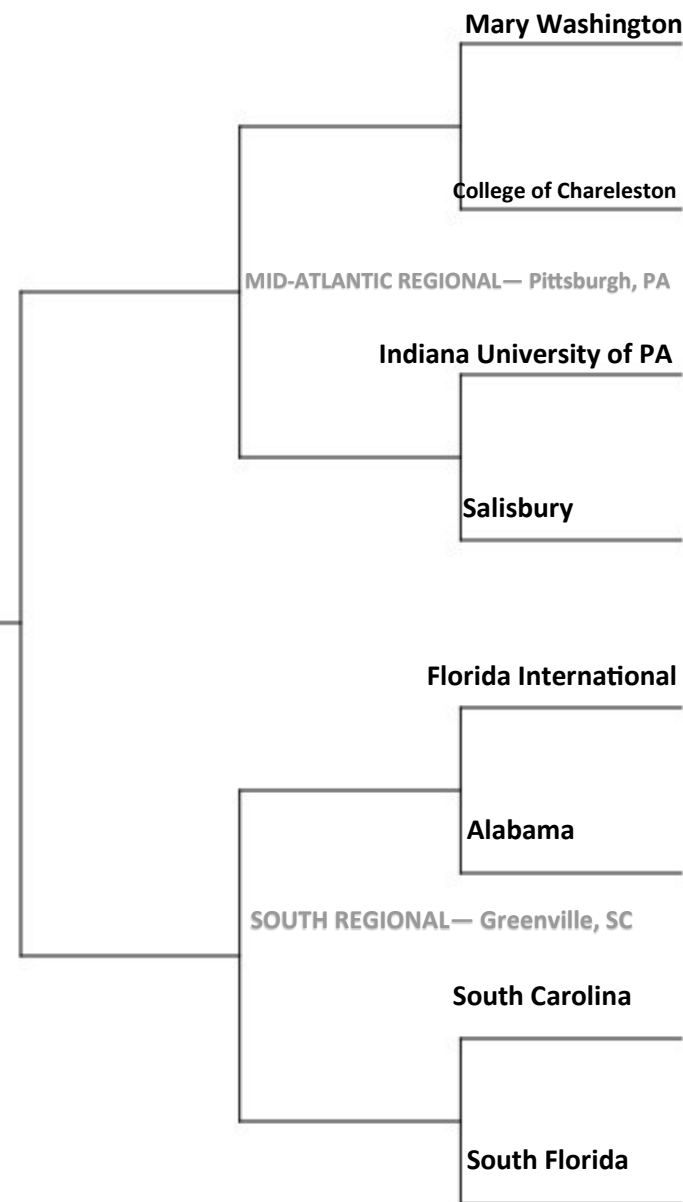 Mary Washington
College of Chareleston
MID-ATLANTIC REGIONAL— Pittsburgh, PA
Indiana University of PA
Salisbury
Florida International
Alabama
SOUTH REGIONAL— Greenville, SC
South Carolina
South Florida